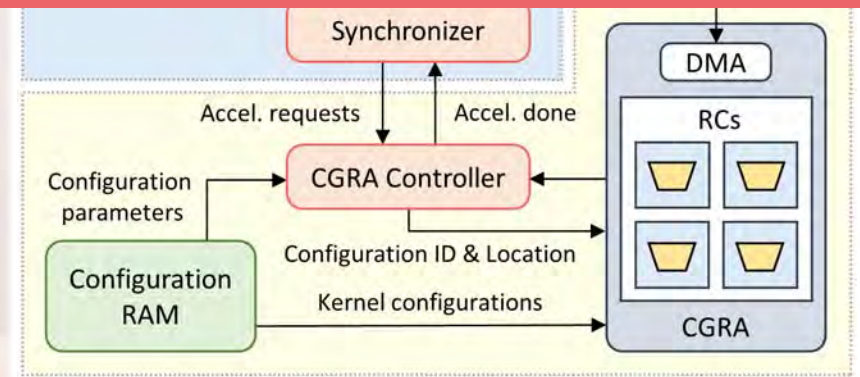 Synchronizer
DMA
Accel. requests
Accel. done
RCs
Configuration
parameters
CGRA Controller
Configuration ID & Location
Configuration
RAM
Kernel configurations
CGRA